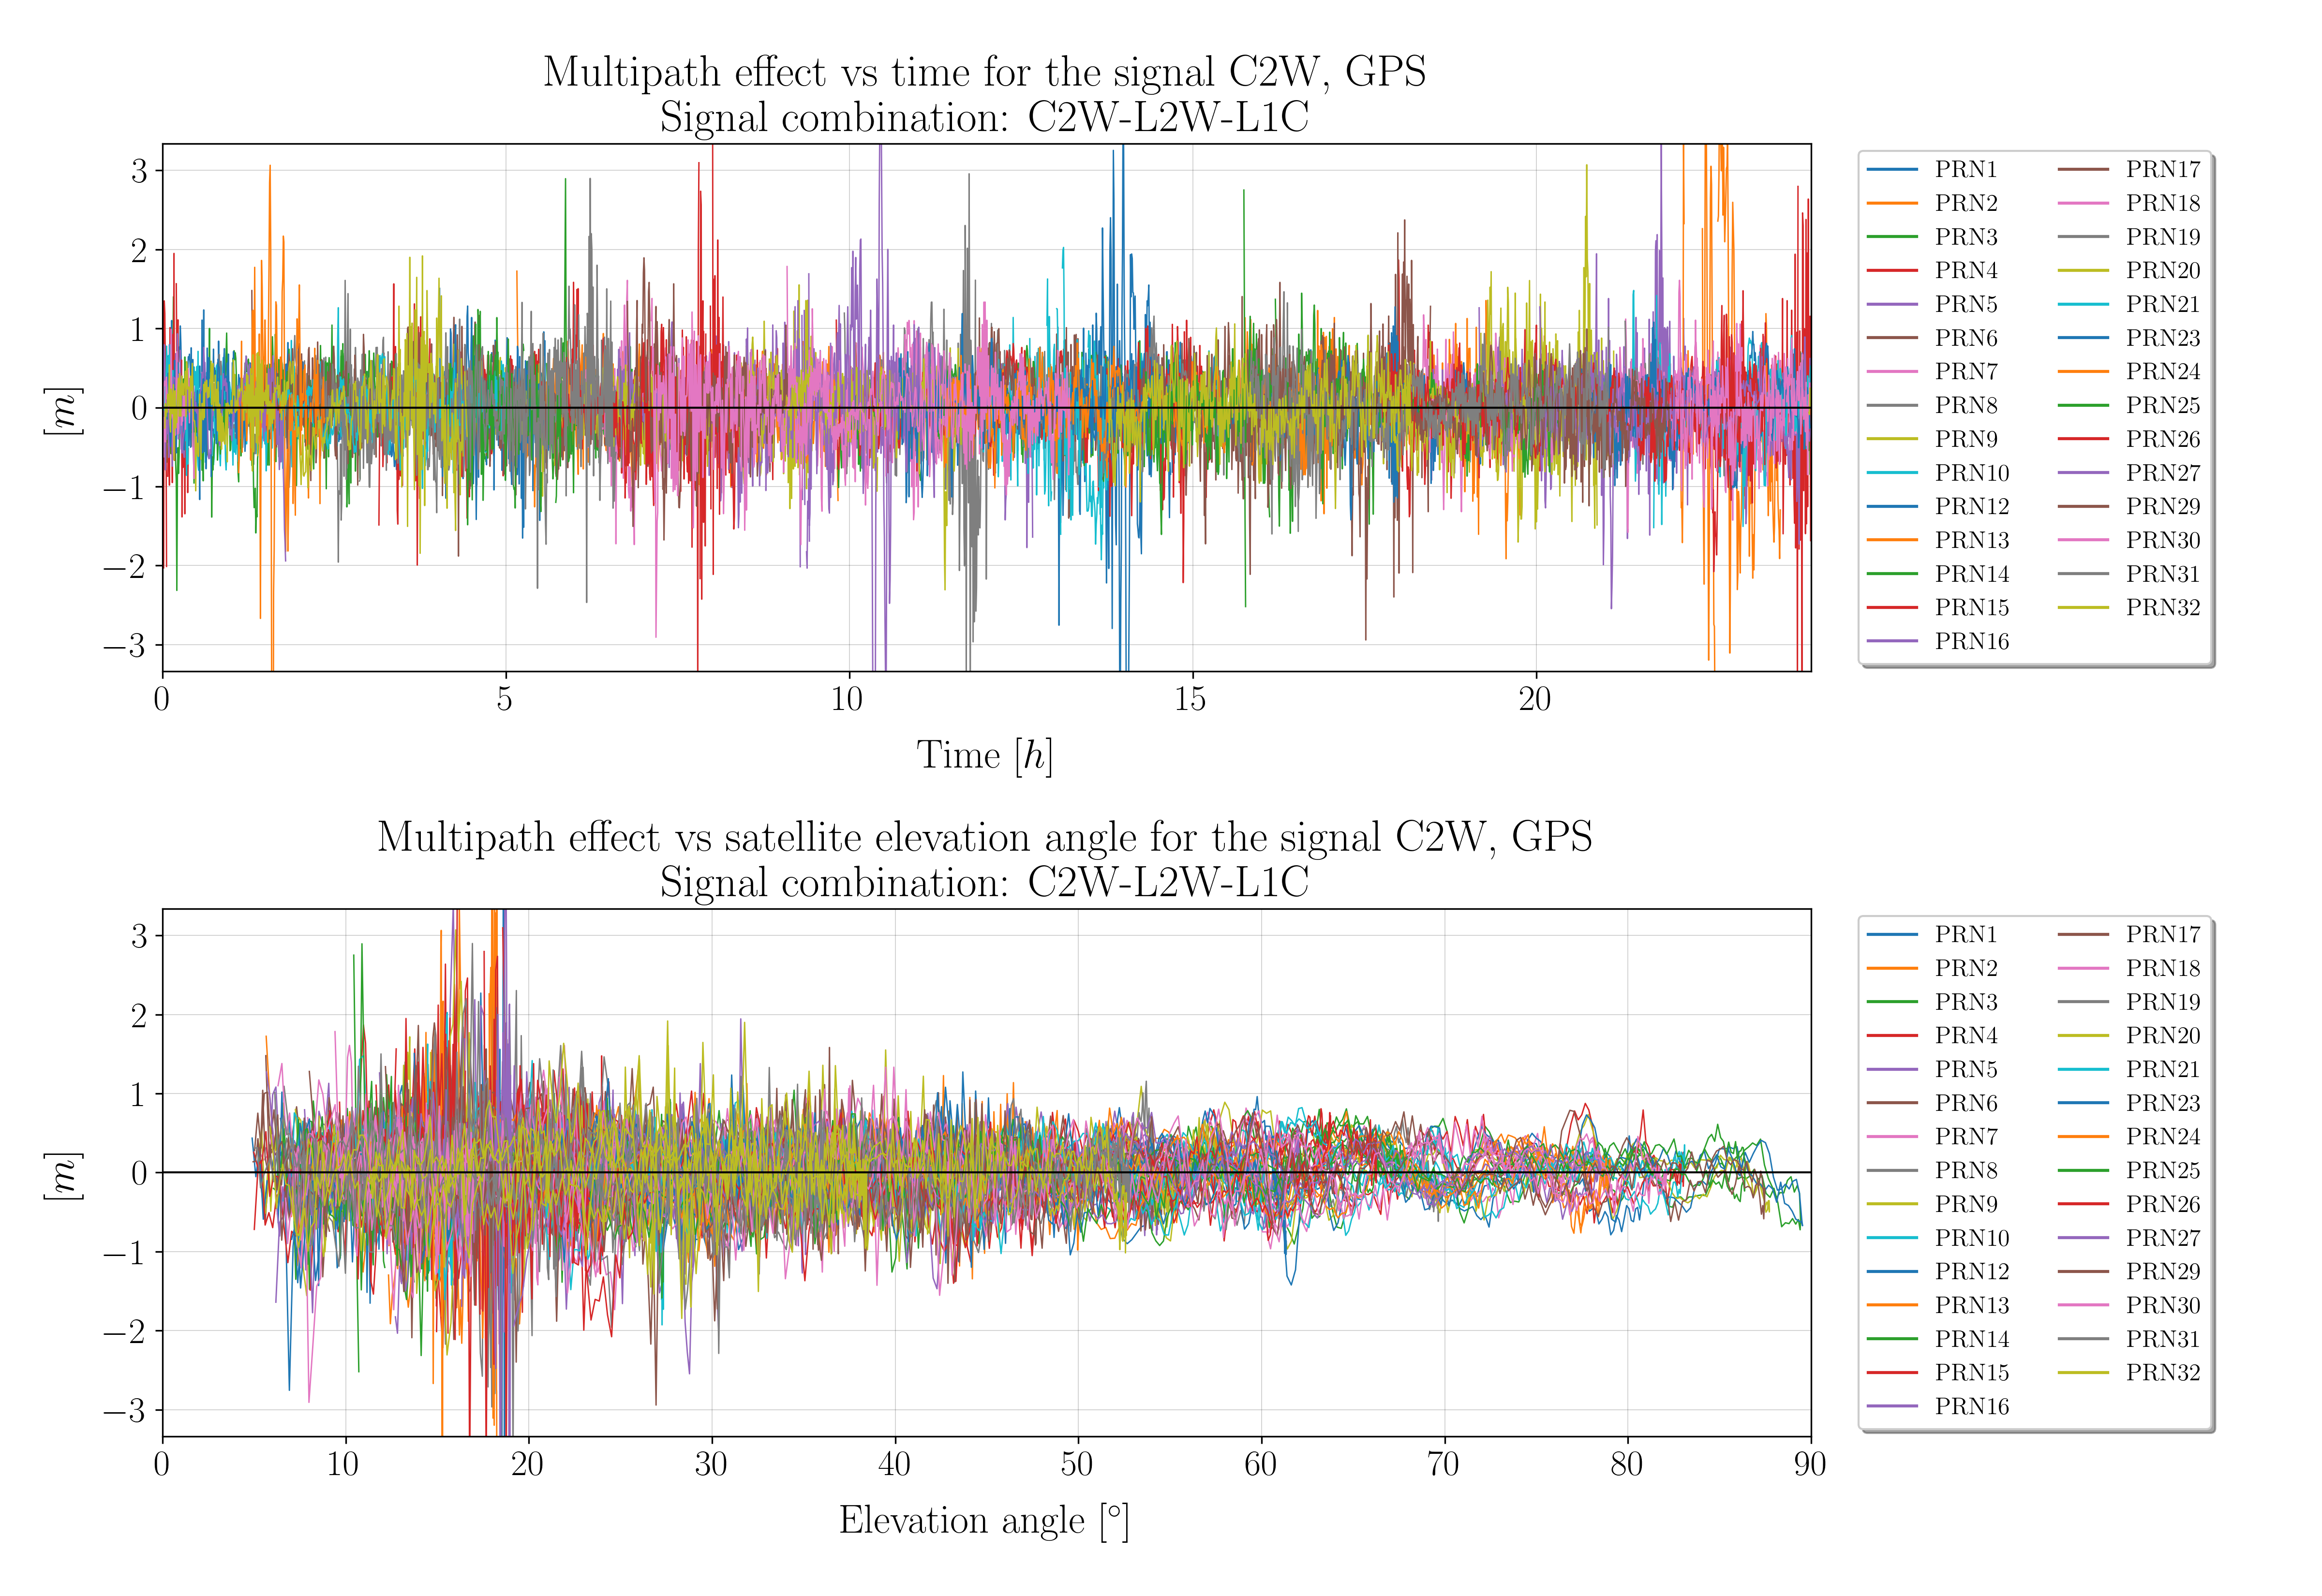 Multipath effect vs time for the signal C2W, GPS
Signal combination: C2W-L2W-L1C
3
2
1
0
−1
−2
−3
[m]
0 5 10 15 20
Time [h]
PRN1 PRN17
PRN2 PRN18
PRN3 PRN19
PRN4 PRN20
PRN5 PRN21
PRN6 PRN23
PRN7 PRN24
PRN8 PRN25
PRN9 PRN26
PRN10 PRN27
PRN12 PRN29
PRN13 PRN30
PRN14 PRN31
PRN15 PRN32
PRN16
Multipath effect vs satellite elevation angle for the signal C2W, GPS
Signal combination: C2W-L2W-L1C
3
2
1
0
−1
−2
−3
[m]
0 10 20 30 40 50 60 70 80 90
Elevation angle [°]
PRN1 PRN17
PRN2 PRN18
PRN3 PRN19
PRN4 PRN20
PRN5 PRN21
PRN6 PRN23
PRN7 PRN24
PRN8 PRN25
PRN9 PRN26
PRN10 PRN27
PRN12 PRN29
PRN13 PRN30
PRN14 PRN31
PRN15 PRN32
PRN16